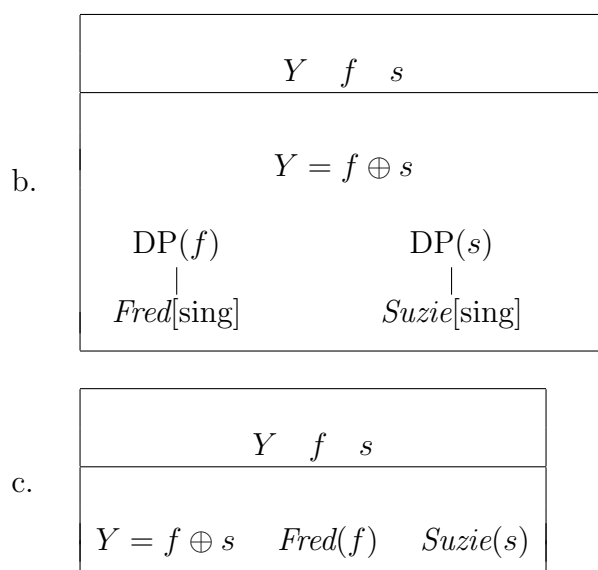 Y f s
b.
Y = f ⊕ s
DP(f) DP(s)
Fred[sing] Suzie[sing]
Y f s
c.
Y = f ⊕ s Fred(f) Suzie(s)